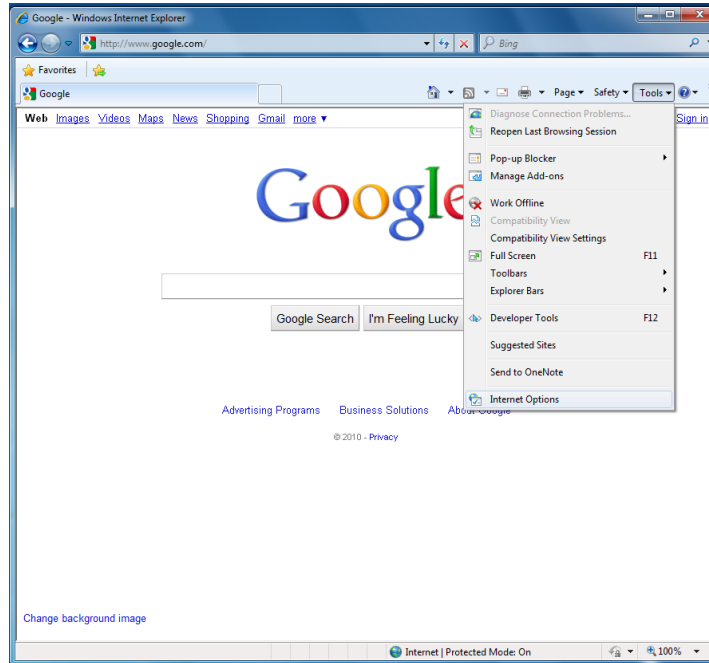 Google - Windows Internet Explorer
http://www.google.com/
Bing
Favorites
Google
Page Safety Tools
Web Images Videos Maps News Shopping Gmail more
Sign in
Diagnose Connection Problems...
Reopen Last Browsing Session
Pop-up Blocker
Manage Add-ons
Work Offline
Compatibility View
Compatibility View Settings
Full Screen F11
Toolbars
Explorer Bars
Developer Tools F12
Suggested Sites
Send to OneNote
Internet Options
Google
Google Search I'm Feeling Lucky
Advertising Programs Business Solutions About Google
© 2010 - Privacy
Change background image
Internet | Protected Mode: On
100%